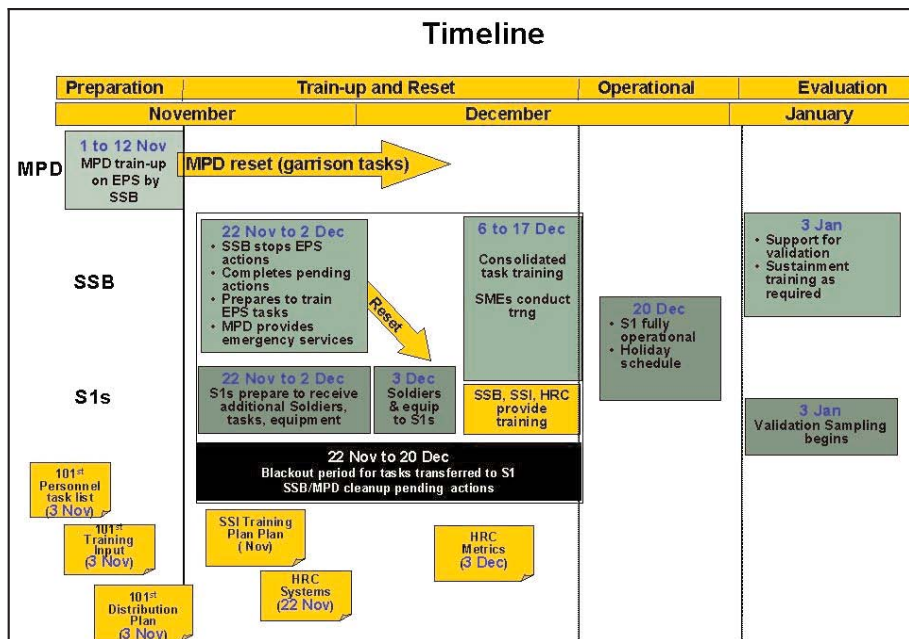 Timeline
Preparation
Train-up and Reset
Operational
Evaluation
November
December
January
MPD
1 to 12 Nov
MPD train-up
on EPS by
SSB
MPD reset (garrison tasks)
SSB
22 Nov to 2 Dec
• SSB stops EPS
actions
• Completes pending
actions
• Prepares to train
EPS tasks
• MPD provides
emergency services
Reset
6 to 17 Dec
Consolidated
task training
SMEs conduct
trng
3 Jan
• Support for
validation
• Sustainment
training as
required
20 Dec
• S1 fully
operational
• Holiday
schedule
S1s
22 Nov to 2 Dec
S1s prepare to receive
additional Soldiers,
tasks, equipment
3 Dec
Soldiers
& equip
to S1s
SSB, SSI, HRC
provide
training
3 Jan
Validation Sampling
begins
22 Nov to 20 Dec
Blackout period for tasks transferred to S1
SSB/MPD cleanup pending actions
101st
Personnel
task list
(3 Nov)
101st
Training
Input
(3 Nov)
101st
Distribution
Plan
(3 Nov)
SSI Training
Plan Plan
( Nov)
HRC
Systems
(22 Nov)
HRC
Metrics
(3 Dec)